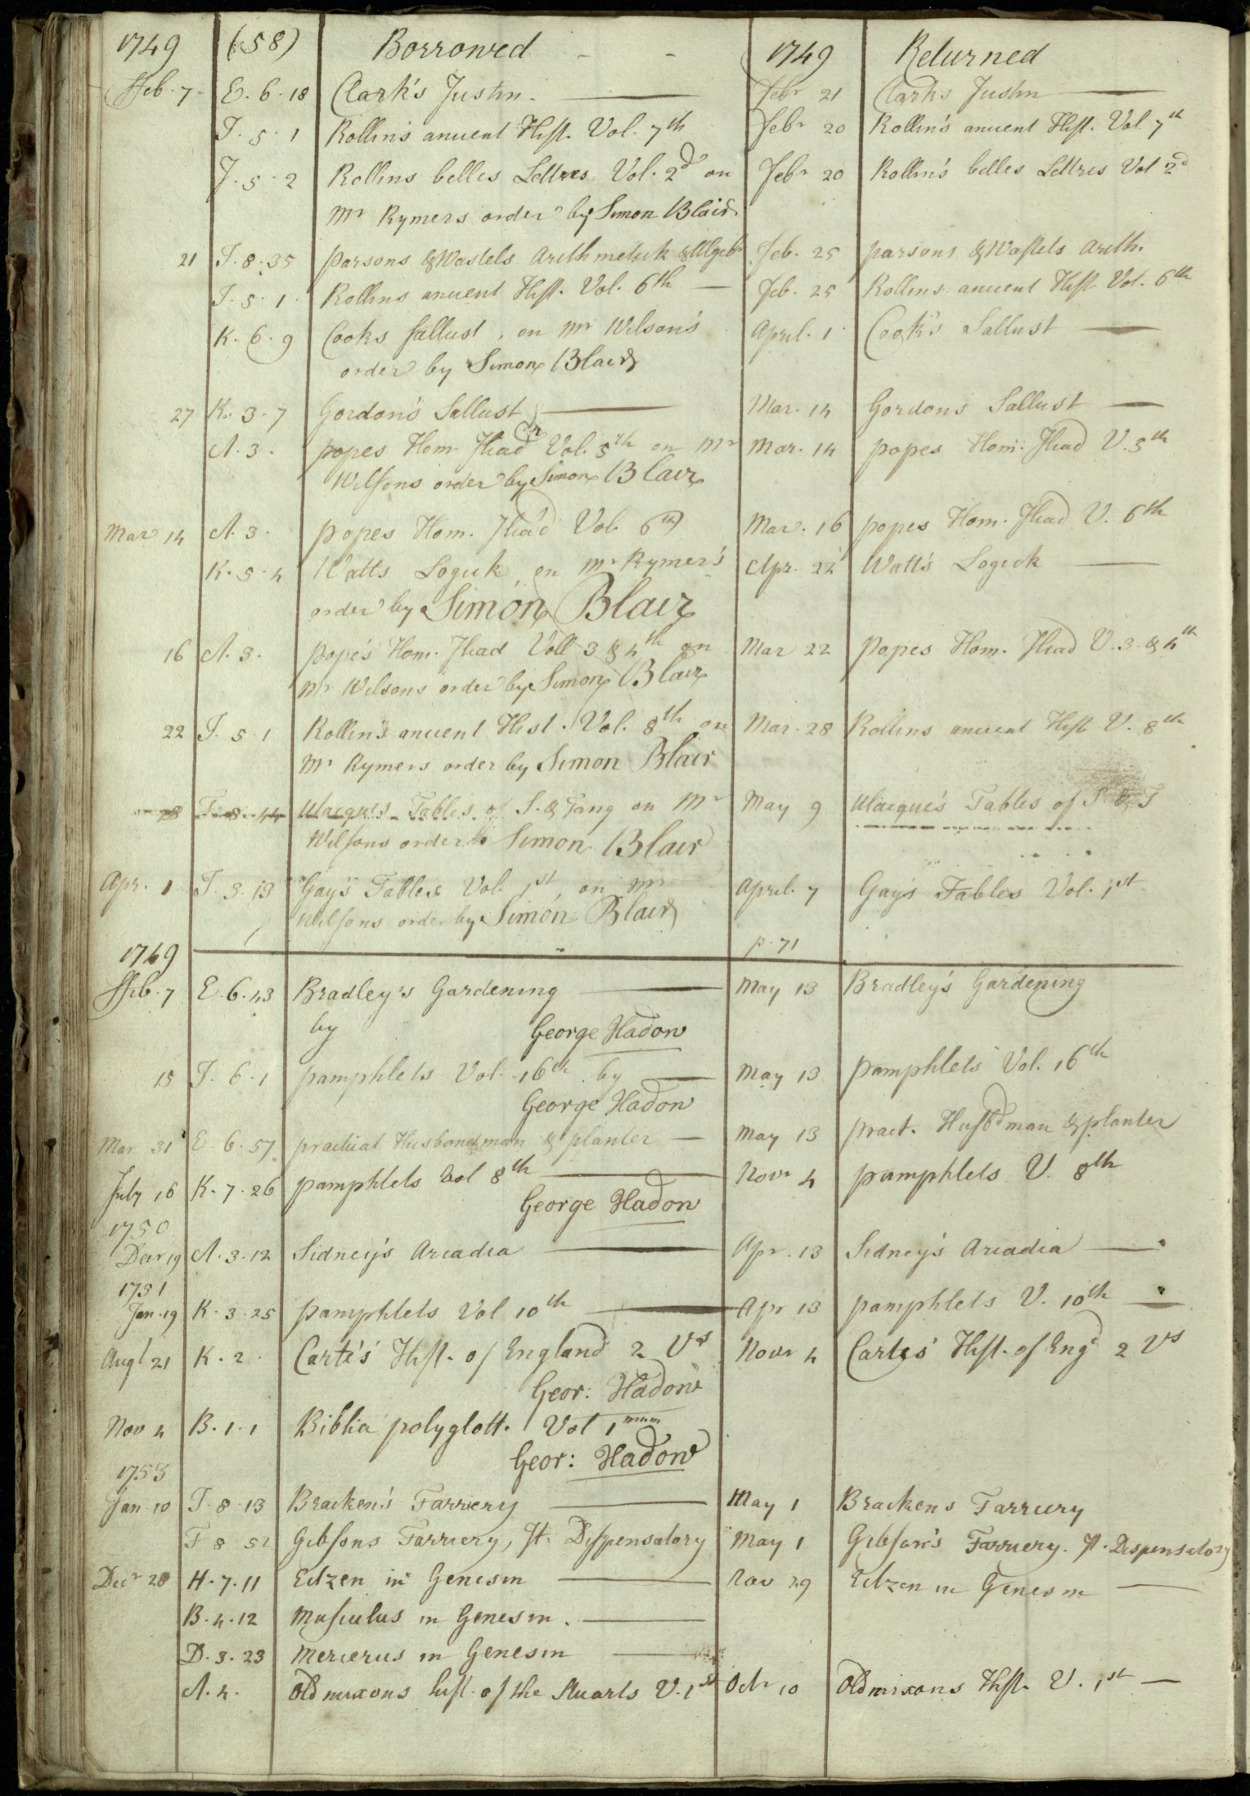 1749 (58) Borrowed - - 1749 Returned
Feb. 7 - E. 6. 18 Clark's Justin. Febr 21 Clark's Justin
J. 5. 1 Rollin's ancient Hist. Vol. 7th Febr 20 Rollin's ancient Hist. Vol 7th
J. 5. 2 Rollins belles Lettres Vol. 2d on Febr 20 Rollin's belles Lettres Vol 2d
Mr Rymers order by Simon Blair
21 J. 8. 35 parsons & Wastels Arithmetick & Algebr Feb. 25 parsons & Wastels Arith.
J. 5. 1. Rollins ancient Hist. Vol. 6th Feb. 25 Rollins ancient Hist. Vol. 6th
K. 6. 9 Cooks sallust, on Mr Wilson's April. 1 Cook's Sallust
order by Simon Blair
27 K. 3. 7 Gordon's Sallust Mar. 14 Gordons Sallust
A. 3. popes Hom. Iliad Vol. 5th on Mr Mar. 14 popes Hom. Iliad V. 5th
Wilsons order by Simon Blair
Mar 14 A. 3. popes Hom. Iliad Vol. 6th Mar. 16 popes Hom. Iliad V. 6th
K. 5. 4 Watts Logick, on Mr Rymer's Apr. 22 Watt's Logick
order by Simon Blair
16 A. 3. pope's Hom. Iliad Voll 3 & 4th on Mar 22 popes Hom. Iliad V. 3 & 4th
Mr Wilsons order by Simon Blair
22 J. 5. 1 Rollin's ancient Hist. Vol. 8th on Mar. 28 Rollins ancient Hist V. 8th
Mr Rymers order by Simon Blair
28 J. 8. 44 Ulacques Tables of S. & Tang on Mr May 9 Ulacque's Tables of S & T
Wilsons order Simon Blair
Apr. 1 J. 3. 13 Gay's Fables Vol. 1st, on Mr April. 7 Gay's Fables Vol. 1st
Wilsons order by Simon Blair
1749 p. 71
Feb. 7 E. 6. 43 Bradley's Gardening May 13 Bradley's Gardening
by George Hadow
15 J. 6. 1 pamphlets Vol. 16th by May 13 pamphlets Vol. 16th
George Hadow
Mar 31 E. 6. 57 practical Husbandman & planter May 13 pract. Husbdman & planter
July 16 K. 7. 26 pamphlets Vol 8th Novr 4 pamphlets V. 8th
George Hadow
1750
Decr 19 A. 3. 12 Sidney's Arcadia Apr. 13 Sidney's Arcadia
1751
Jan. 19 K. 3. 25 pamphlets Vol 10th Apr 13 pamphlets V. 10th
Augt 21 K. 2. Carte's Hist. of England 2 Vs Novr 4 Cartes' Hist. of Engd 2 Vs
Geor: Hadow
Nov 4 B. 1. 1 Biblia polyglott. Vol 1mum
Geor: Hadow
1753
Jan. 10 J. 8. 13 Bracken's Farriery May 1 Brackens Farriery
F 8 52 Gibsons Farriery, It. Dispensatory May 1 Gibson's Farriery. It. Dispensatory
Decr 20 H. 7. 11 Eitzen in Genesin Nov 29 Eitzen in Genesin
B. 4. 12 Musculus in Genesin.
D. 3. 23 Mercerus in Genesin
A. 4. Oldmixons hist. of the Stuarts V. 1st Octr 10 Oldmixons Hist. V. 1st